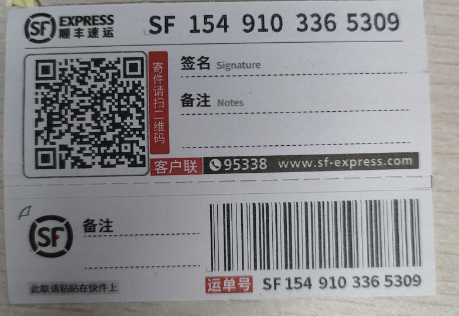 SF EXPRESS
顺丰速运
SF 154 910 336 5309
寄件请扫二维码
签名 Signature
备注 Notes
客户联
95338 www.sf-express.com
SF
备注
此联请粘贴在快件上
运单号 SF 154 910 336 5309